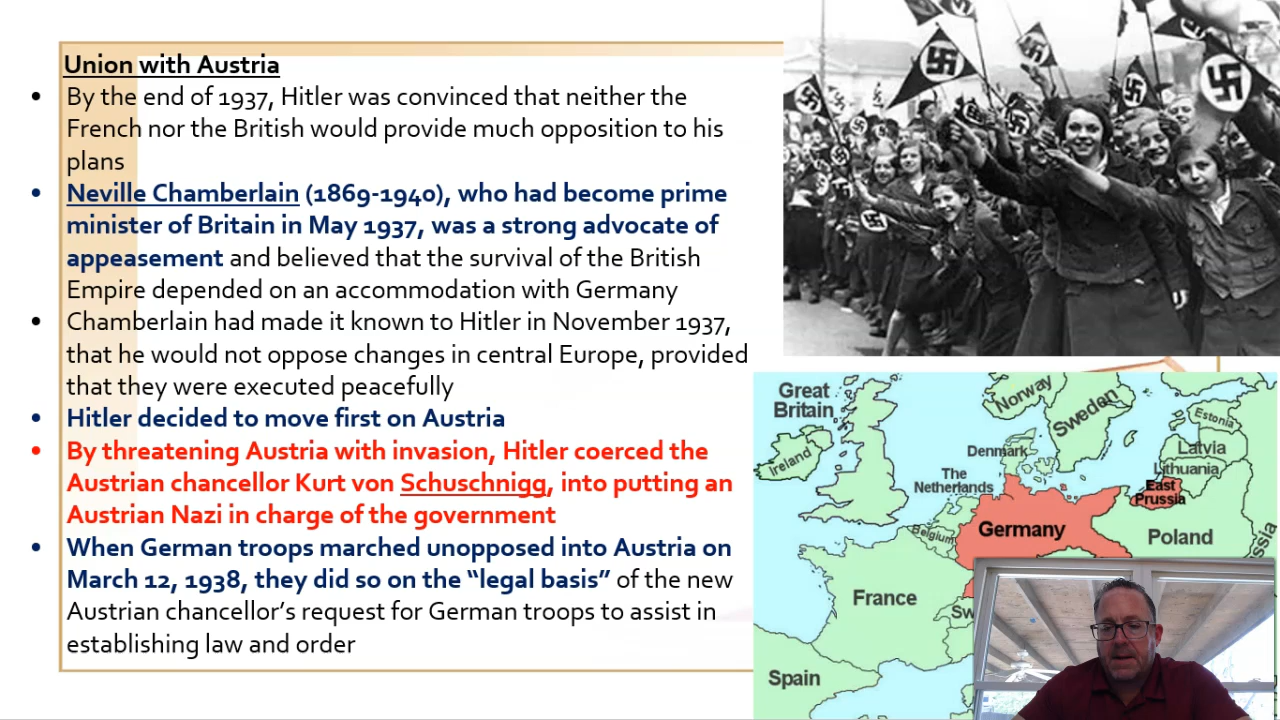 Union with Austria
• By the end of 1937, Hitler was convinced that neither the
French nor the British would provide much opposition to his
plans
• Neville Chamberlain (1869-1940), who had become prime
minister of Britain in May 1937, was a strong advocate of
appeasement and believed that the survival of the British
Empire depended on an accommodation with Germany
• Chamberlain had made it known to Hitler in November 1937,
that he would not oppose changes in central Europe, provided
that they were executed peacefully
• Hitler decided to move first on Austria
• By threatening Austria with invasion, Hitler coerced the
Austrian chancellor Kurt von Schuschnigg, into putting an
Austrian Nazi in charge of the government
• When German troops marched unopposed into Austria on
March 12, 1938, they did so on the “legal basis” of the new
Austrian chancellor’s request for German troops to assist in
establishing law and order
Great
Britain
Norway
Sweden
Estonia
Ireland
Denmark
Latvia
Lithuania
The
Netherlands
East
Prussia
Belgium
Germany
Poland
ssia
France
Sw
Spain